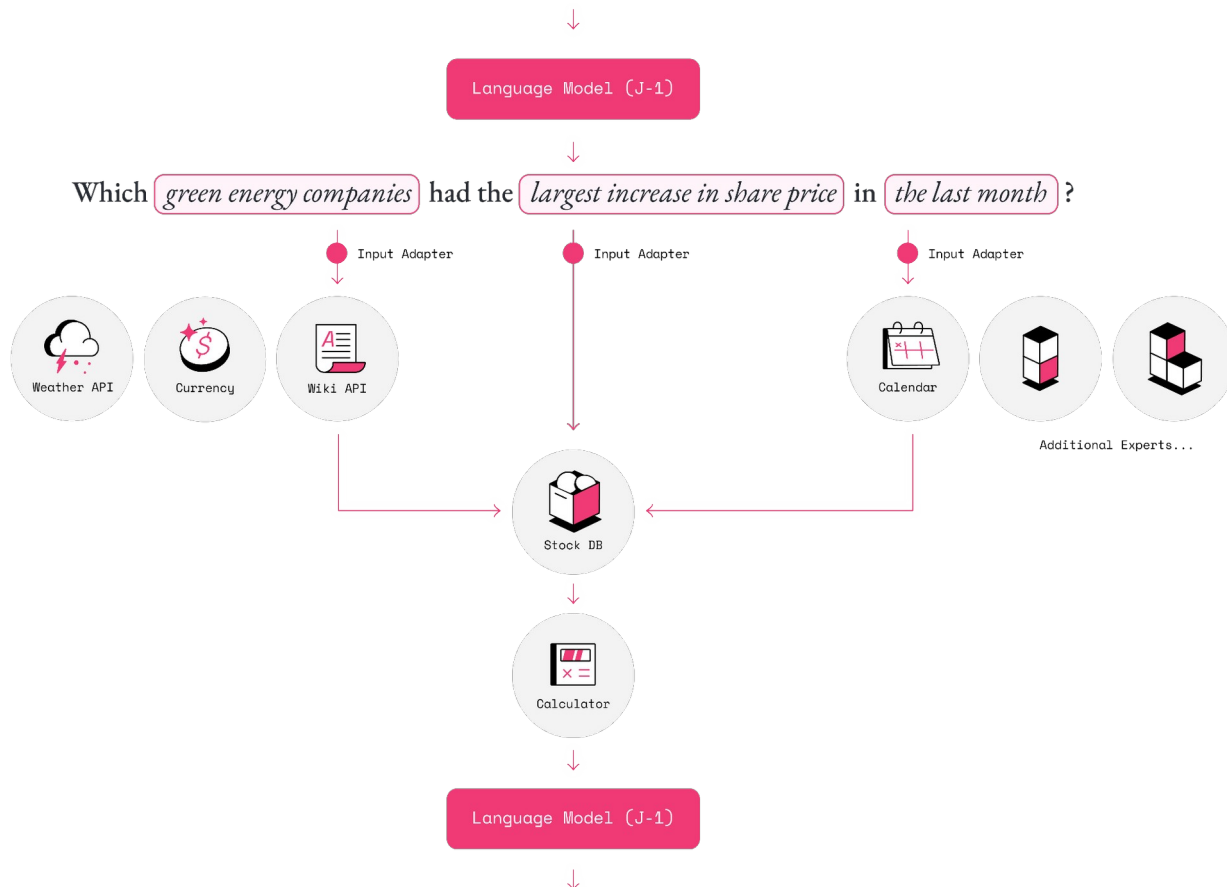 Language Model (J-1)
Which green energy companies had the largest increase in share price in the last month ?
Input Adapter
Input Adapter
Input Adapter
Weather API
Currency
$
A
Wiki API
Calendar
Additional Experts...
Stock DB
Calculator
Language Model (J-1)